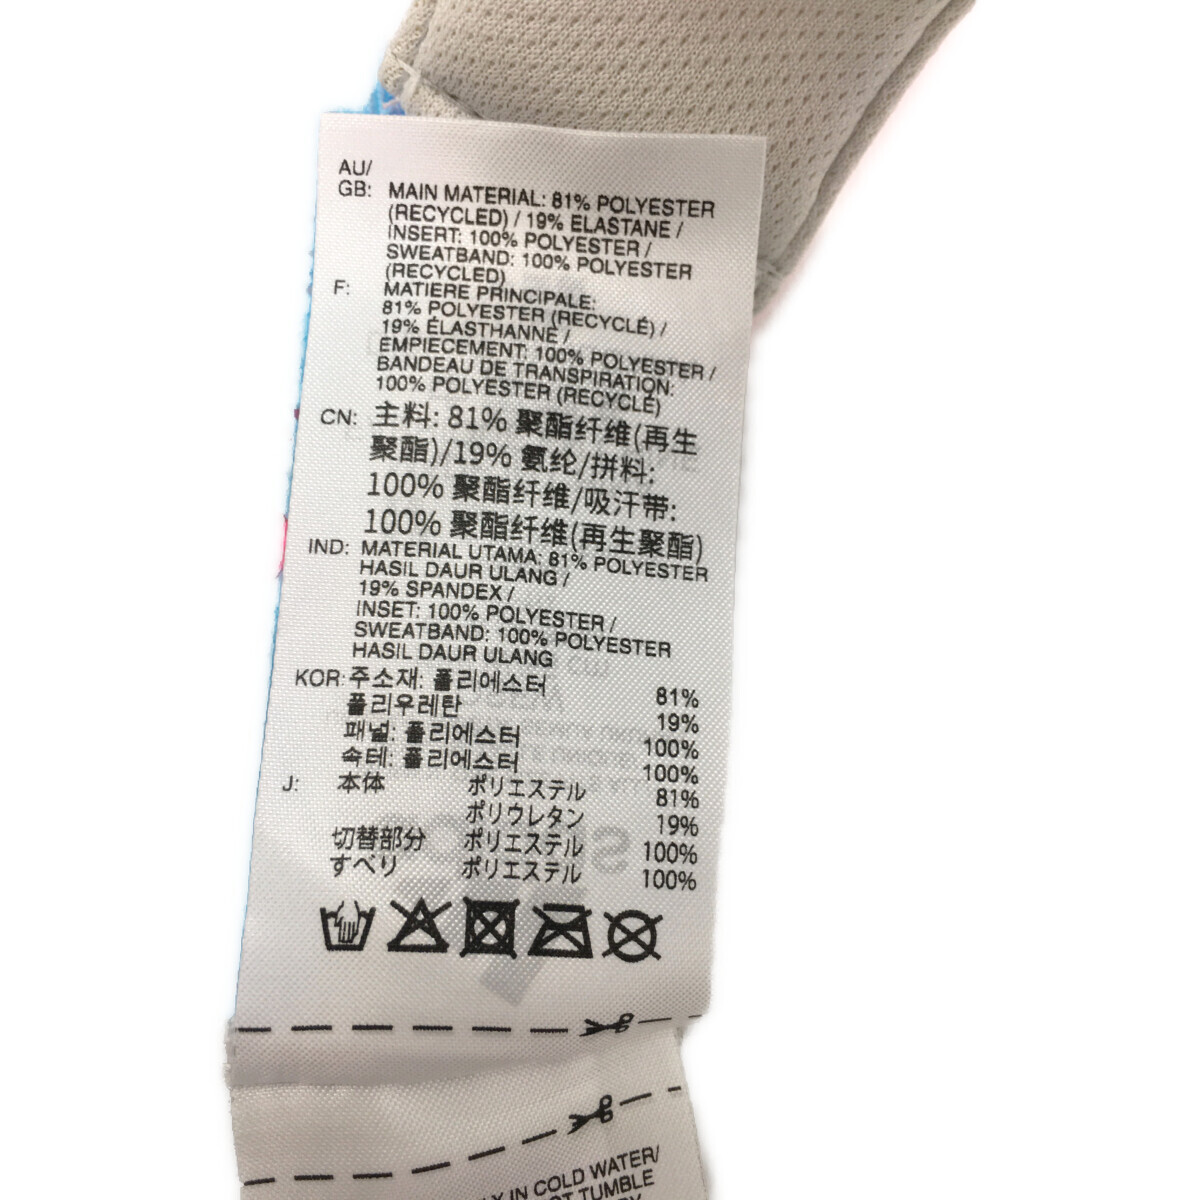 AU/
GB: MAIN MATERIAL: 81% POLYESTER
(RECYCLED) / 19% ELASTANE /
INSERT: 100% POLYESTER /
SWEATBAND: 100% POLYESTER
(RECYCLED)
F: MATIERE PRINCIPALE:
81% POLYESTER (RECYCLÉ) /
19% ÉLASTHANNE /
EMPIECEMENT: 100% POLYESTER /
BANDEAU DE TRANSPIRATION:
100% POLYESTER (RECYCLÉ)
CN: 主料: 81% 聚酯纤维(再生
聚酯)/19% 氨纶/拼料:
100% 聚酯纤维/吸汗带:
100% 聚酯纤维(再生聚酯)
IND: MATERIAL UTAMA: 81% POLYESTER
HASIL DAUR ULANG /
19% SPANDEX /
INSET: 100% POLYESTER /
SWEATBAND: 100% POLYESTER
HASIL DAUR ULANG
KOR: 주소재: 폴리에스터 81%
폴리우레탄 19%
패널: 폴리에스터 100%
속테: 폴리에스터 100%
J: 本体 ポリエステル 81%
ポリウレタン 19%
切替部分 ポリエステル 100%
すべり ポリエステル 100%
IN COLD WATER/
TUMBLE